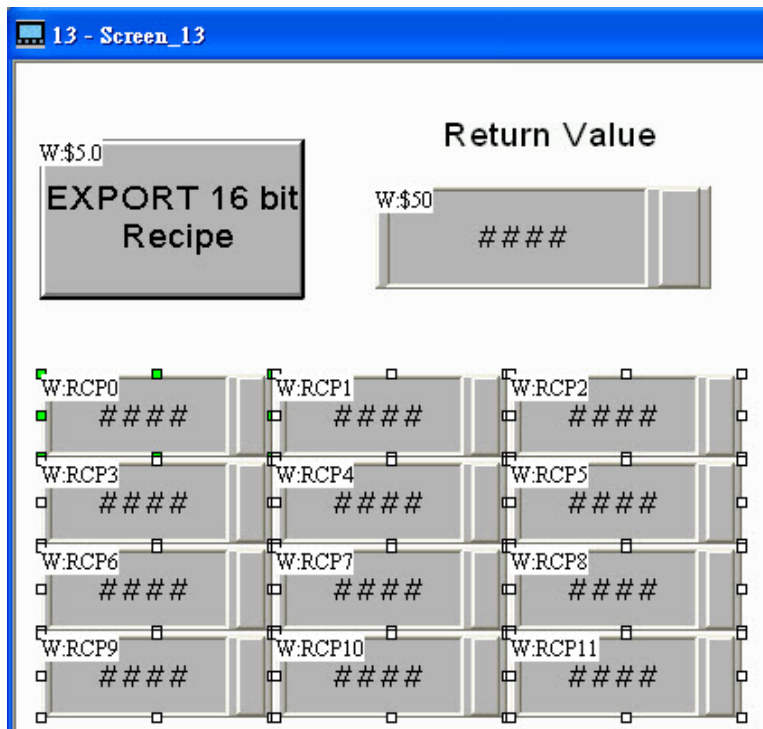 13 - Screen_13
Return Value
W:$5.0
EXPORT 16 bit
Recipe
W:$50
####
W:RCP0
####
W:RCP1
####
W:RCP2
####
W:RCP3
####
W:RCP4
####
W:RCP5
####
W:RCP6
####
W:RCP7
####
W:RCP8
####
W:RCP9
####
W:RCP10
####
W:RCP11
####